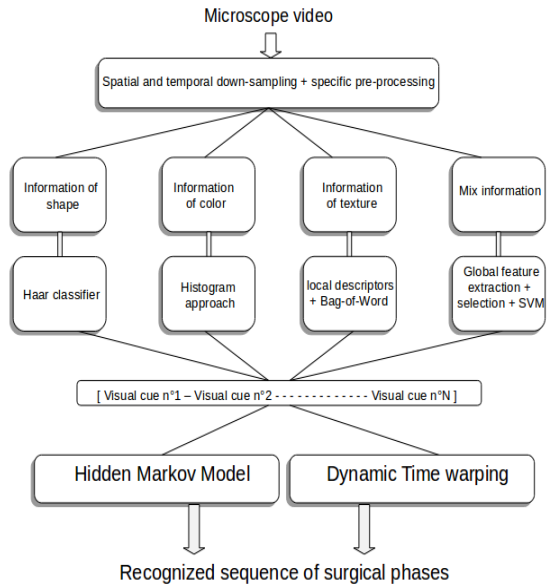 Microscope video
Spatial and temporal down-sampling + specific pre-processing
Information of
shape
Information
of color
Information
of texture
Mix information
Haar classifier
Histogram
approach
local descriptors
+ Bag-of-Word
Global feature
extraction +
selection + SVM
[ Visual cue n°1 – Visual cue n°2 - - - - - - - - - - - - - Visual cue n°N ]
Hidden Markov Model
Dynamic Time warping
Recognized sequence of surgical phases